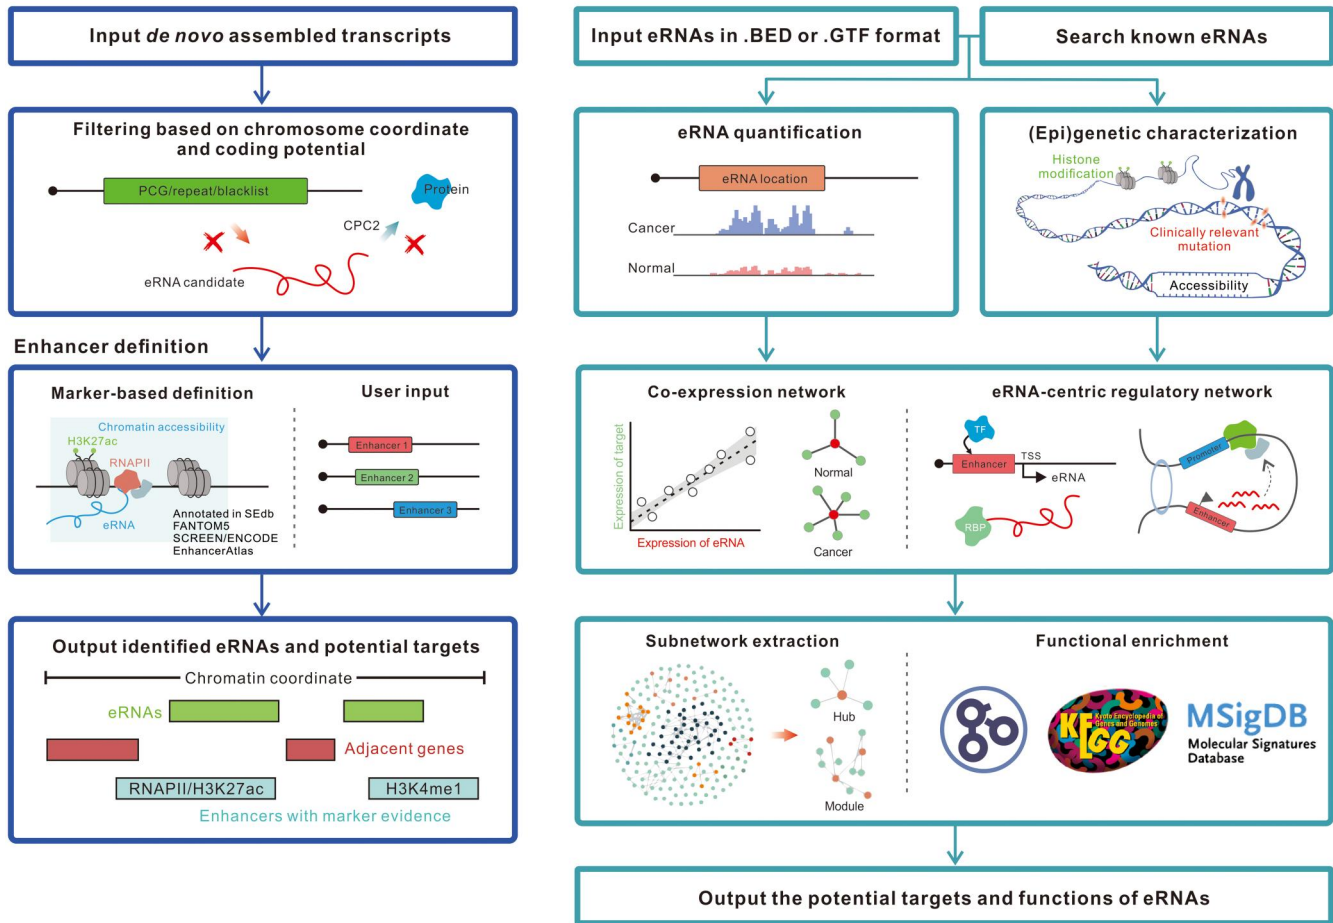 Input de novo assembled transcripts
Filtering based on chromosome coordinate
and coding potential
PCG/repeat/blacklist
Protein
CPC2
eRNA candidate
Enhancer definition
Marker-based definition
Chromatin accessibility
H3K27ac
RNAPII
eRNA
Annotated in SEdb
FANTOM5
SCREEN/ENCODE
EnhancerAtlas
User input
Enhancer 1
Enhancer 2
Enhancer 3
Output identified eRNAs and potential targets
Chromatin coordinate
eRNAs
Adjacent genes
RNAPII/H3K27ac
H3K4me1
Enhancers with marker evidence
Input eRNAs in .BED or .GTF format
Search known eRNAs
eRNA quantification
eRNA location
Cancer
Normal
(Epi)genetic characterization
Histone
modification
Clinically relevant
mutation
Accessibility
Co-expression network
Expression of target
Expression of eRNA
Normal
Cancer
eRNA-centric regulatory network
TF
Enhancer
TSS
eRNA
RBP
Promoter
Enhancer
Subnetwork extraction
Hub
Module
Functional enrichment
KEGG
Kyoto Encyclopedia of
Genes and Genomes
MSigDB
Molecular Signatures
Database
Output the potential targets and functions of eRNAs